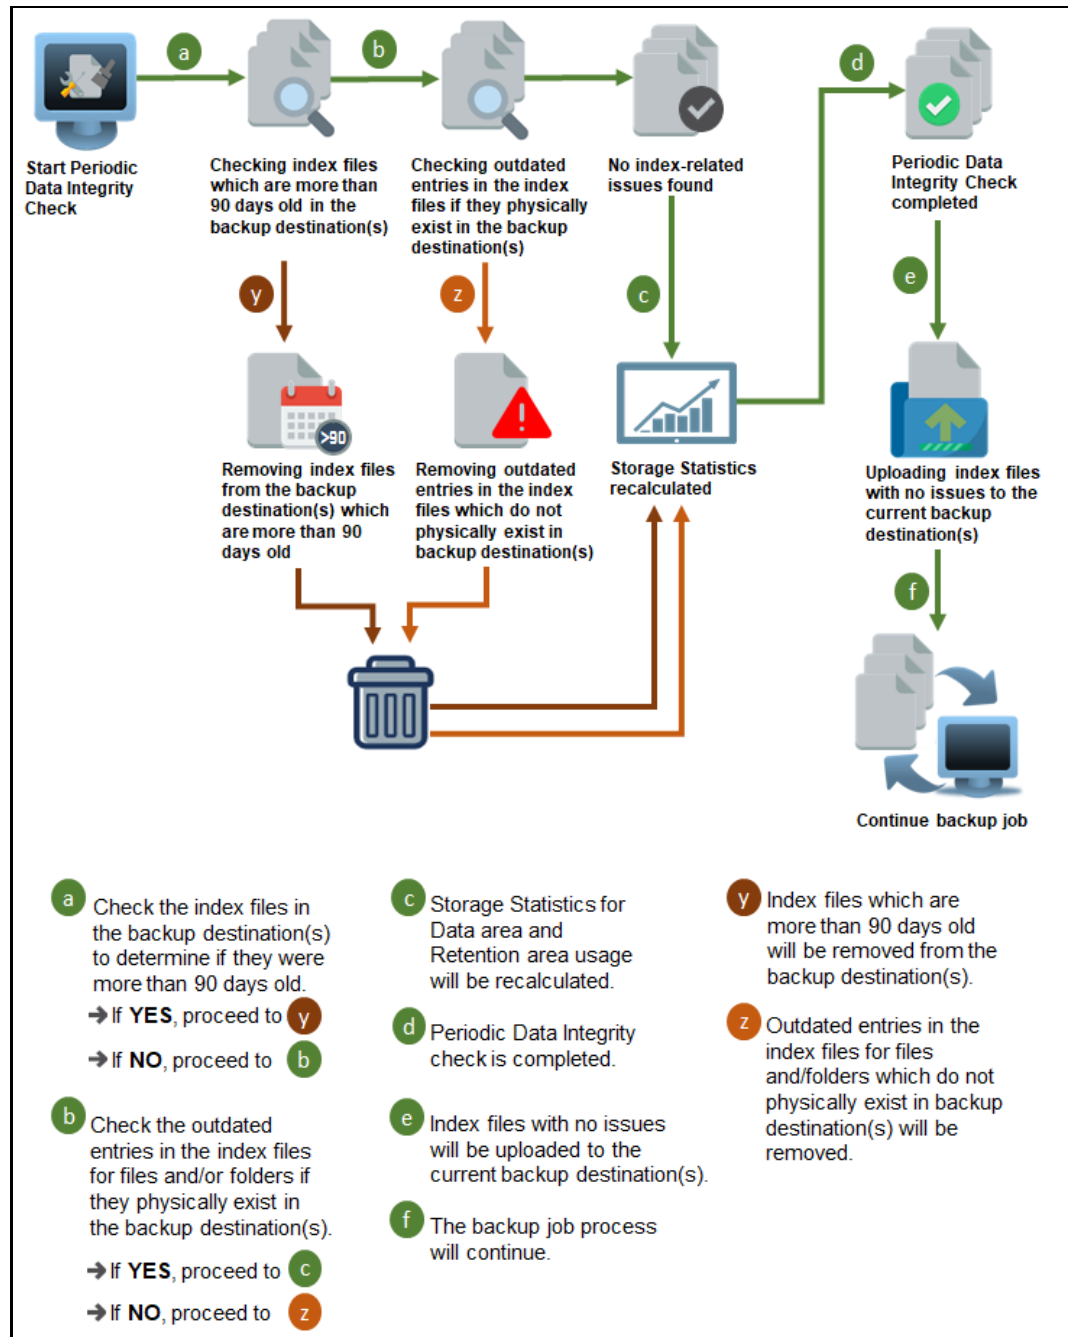 a
b
d
Start Periodic
Data Integrity
Check
Checking index files
which are more than
90 days old in the
backup destination(s)
Checking outdated
entries in the index
files if they physically
exist in the backup
destination(s)
No index-related
issues found
Periodic Data
Integrity Check
completed
y
z
c
e
>90
Removing index files
from the backup
destination(s) which
are more than 90
days old
Removing outdated
entries in the index
files which do not
physically exist in
backup destination(s)
Storage Statistics
recalculated
Uploading index files
with no issues to the
current backup
destination(s)
f
Continue backup job
a
Check the index files in
the backup destination(s)
to determine if they were
more than 90 days old.
➔ If YES, proceed to y
➔ If NO, proceed to b
b
Check the outdated
entries in the index files
for files and/or folders if
they physically exist in
the backup destination(s).
➔ If YES, proceed to c
➔ If NO, proceed to z
c
Storage Statistics for
Data area and
Retention area usage
will be recalculated.
d
Periodic Data Integrity
check is completed.
e
Index files with no issues
will be uploaded to the
current backup destination(s).
f
The backup job process
will continue.
y
Index files which are
more than 90 days old
will be removed from the
backup destination(s).
z
Outdated entries in the
index files for files
and/folders which do not
physically exist in backup
destination(s) will be
removed.